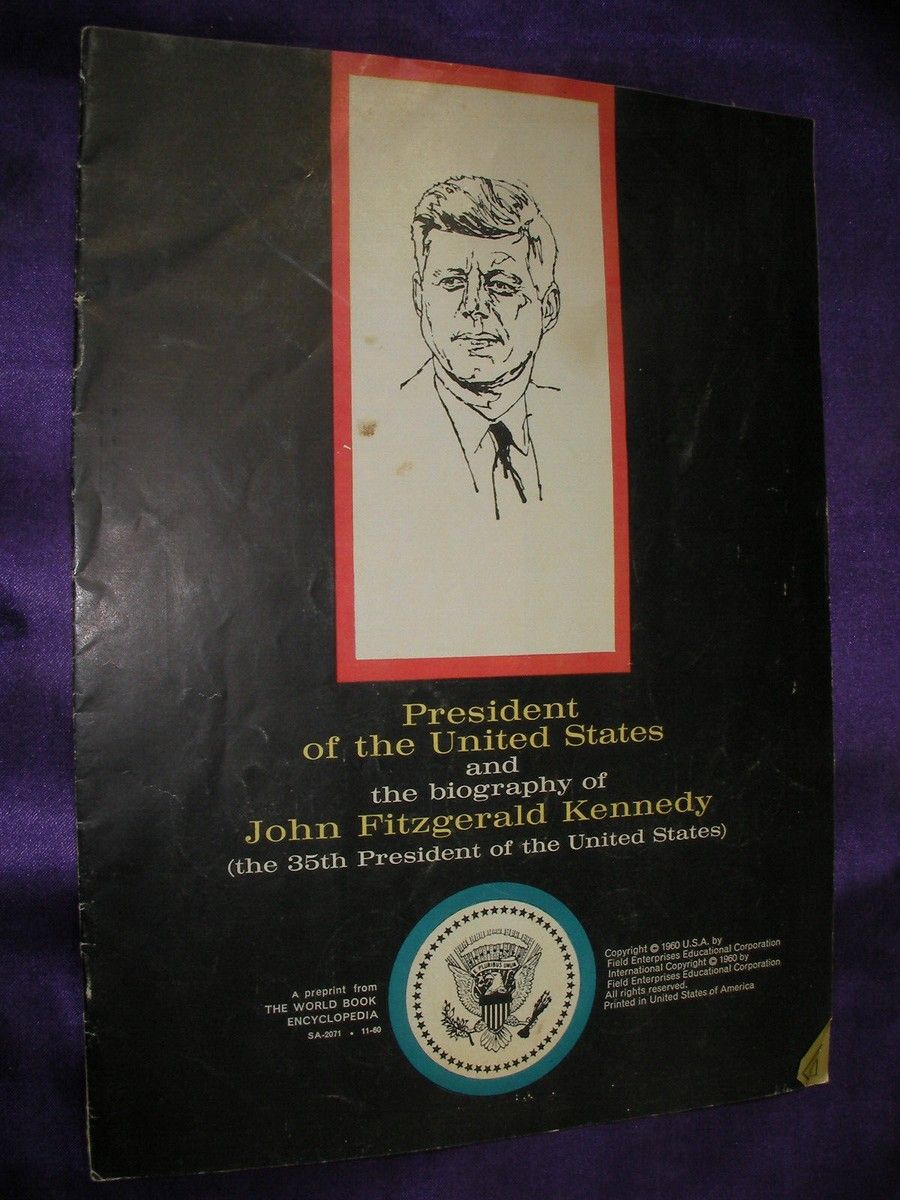 President
of the United States
and
the biography of
John Fitzgerald Kennedy
(the 35th President of the United States)
A preprint from
THE WORLD BOOK
ENCYCLOPEDIA
SA-2071 • 11-60
E PLURIBUS UNUM
Copyright © 1960 U.S.A. by
Field Enterprises Educational Corporation
International Copyright © 1960 by
Field Enterprises Educational Corporation
All rights reserved.
Printed in United States of America